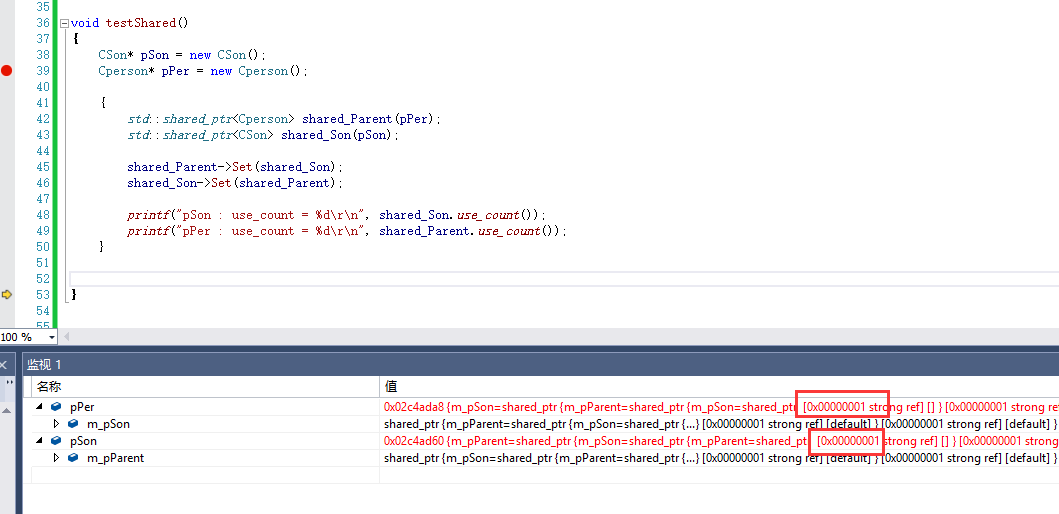 35
36 void testShared()
37 {
38 CSon* pSon = new CSon();
39 Cperson* pPer = new Cperson();
40
41 {
42 std::shared_ptr<Cperson> shared_Parent(pPer);
43 std::shared_ptr<CSon> shared_Son(pSon);
44
45 shared_Parent->Set(shared_Son);
46 shared_Son->Set(shared_Parent);
47
48 printf("pSon : use_count = %d\r\n", shared_Son.use_count());
49 printf("pPer : use_count = %d\r\n", shared_Parent.use_count());
50 }
51
52
53 }
54
55
100 %
监视 1
名称 值
pPer 0x02c4ada8 {m_pSon=shared_ptr {m_pParent=shared_ptr {m_pSon=shared_ptr [0x00000001 strong ref] [] } [0x00000001 strong ref
m_pSon shared_ptr {m_pParent=shared_ptr {m_pSon=shared_ptr {...} [0x00000001 strong ref] [default] } [0x00000001 strong ref] [default] }
pSon 0x02c4ad60 {m_pParent=shared_ptr {m_pSon=shared_ptr {m_pParent=shared_pt [0x00000001 strong ref] [] } [0x00000001
m_pParent shared_ptr {m_pSon=shared_ptr {m_pParent=shared_ptr {...} [0x00000001 strong ref] [default] } [0x00000001 strong ref] [default] }